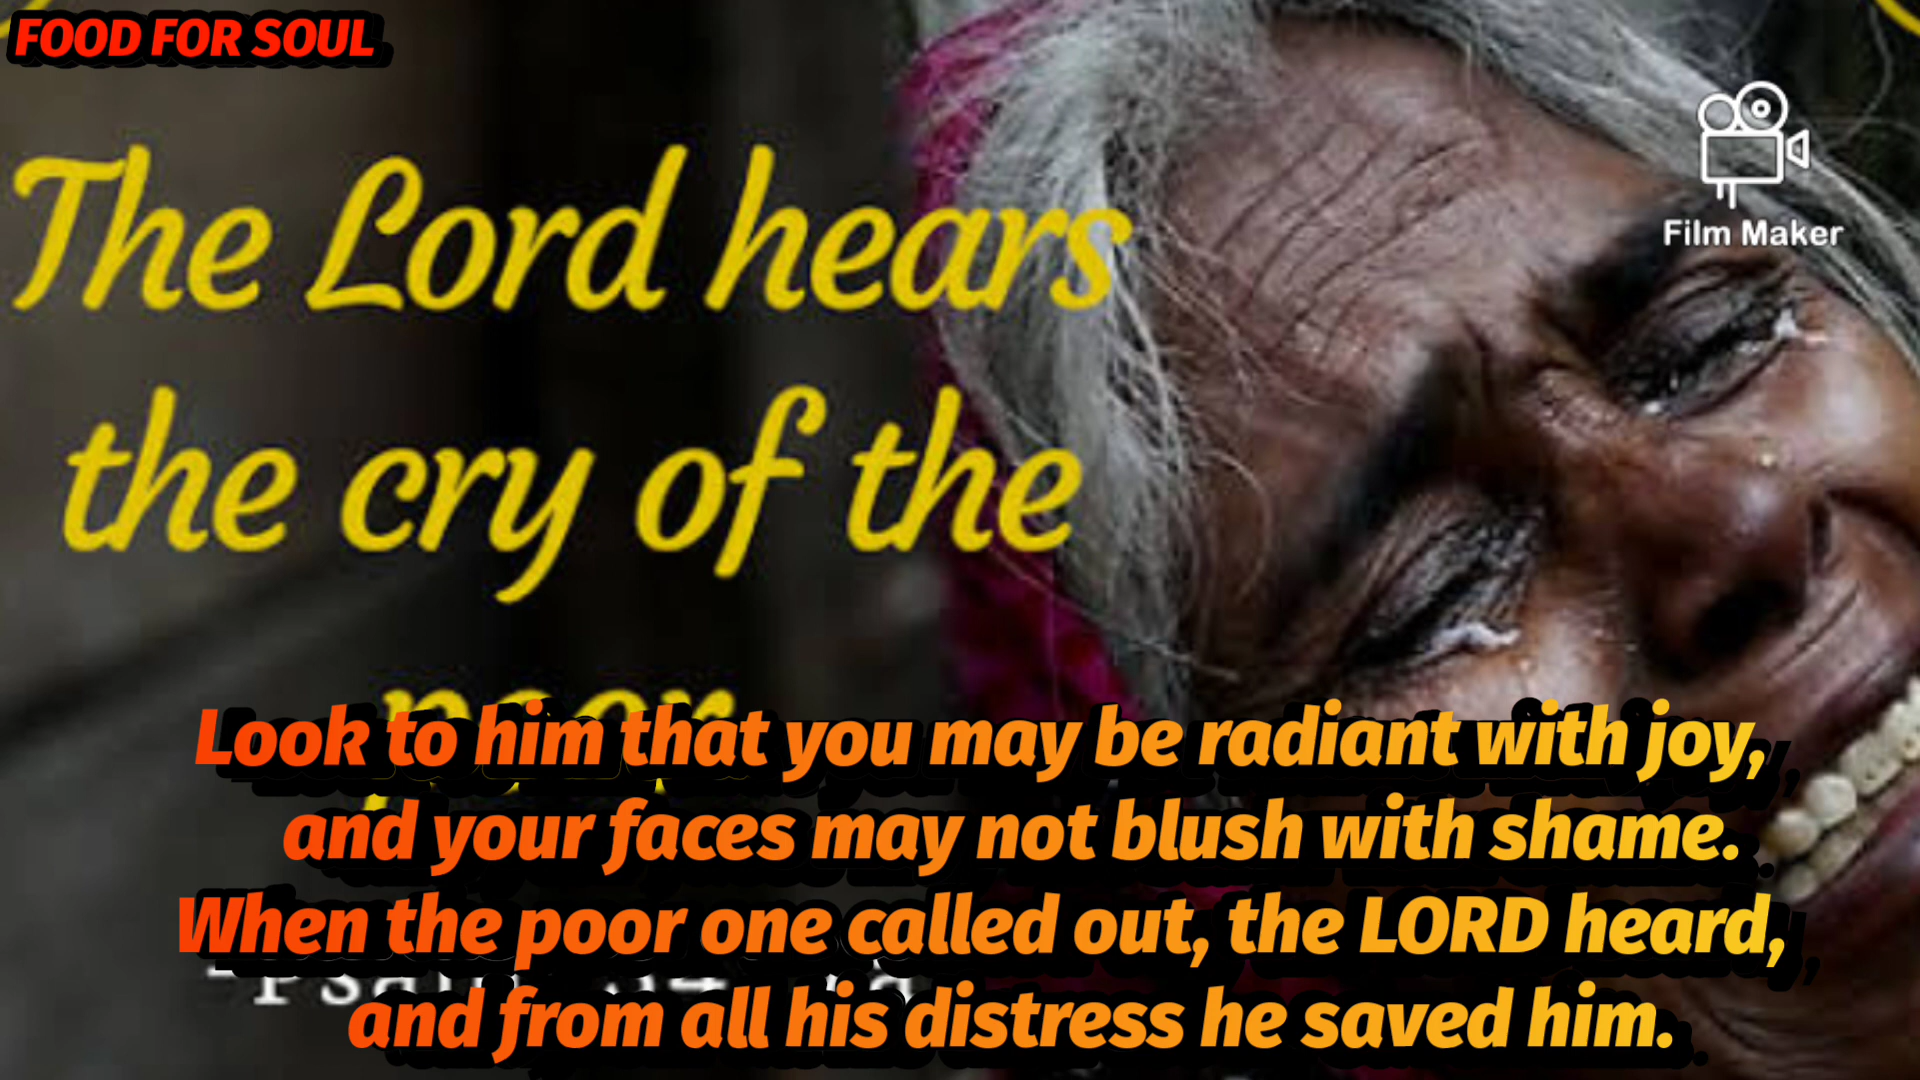 FOOD FOR SOUL
Film Maker
The Lord hears
the cry of the
poor
Look to him that you may be radiant with joy,
and your faces may not blush with shame.
When the poor one called out, the LORD heard,
and from all his distress he saved him.